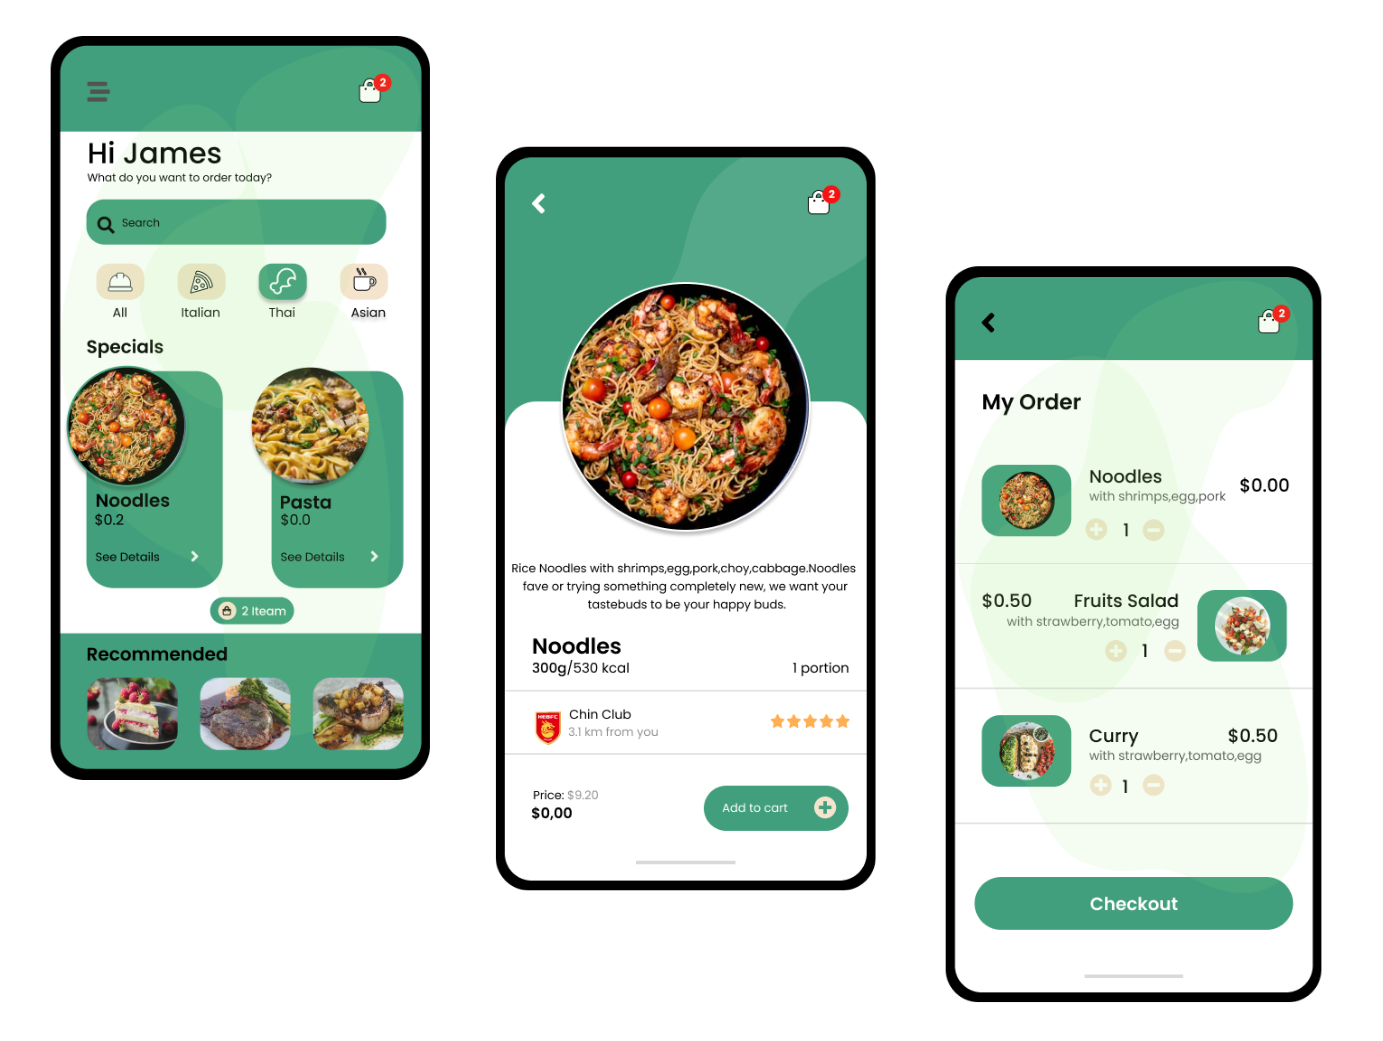 2
Hi James
What do you want to order today?
Search
All
Italian
Thai
Asian
Specials
Noodles
$0.2
See Details
Pasta
$0.0
See Details
2 Iteam
Recommended
2
Rice Noodles with shrimps,egg,pork,choy,cabbage.Noodles
fave or trying something completely new, we want your
tastebuds to be your happy buds.
Noodles
300g/530 kcal
1 portion
HEBFC
Chin Club
3.1 km from you
Price: $9.20
$0,00
Add to cart
2
My Order
Noodles
$0.00
with shrimps,egg,pork
1
$0.50
Fruits Salad
with strawberry,tomato,egg
1
Curry
$0.50
with strawberry,tomato,egg
1
Checkout